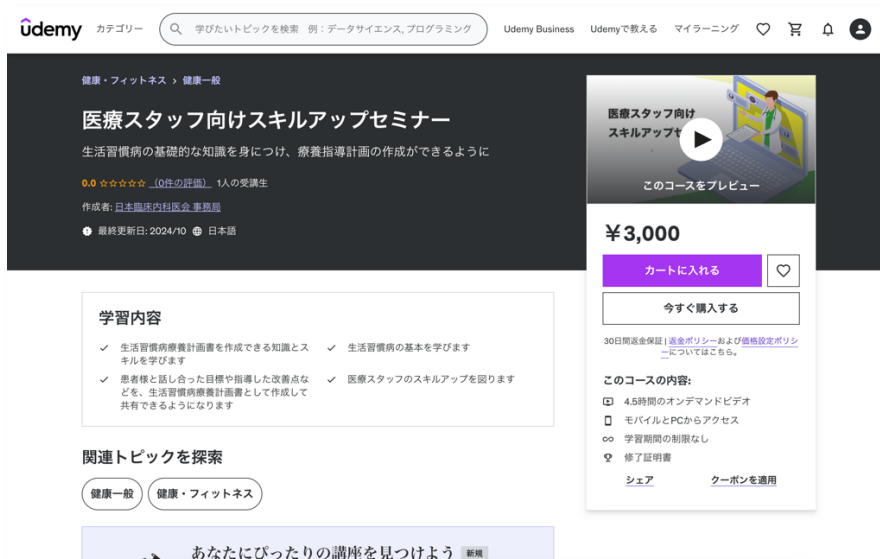 ûdemy カテゴリー 学びたいトピックを検索 例：データサイエンス, プログラミング Udemy Business Udemyで教える マイラーニング
健康・フィットネス › 健康一般
医療スタッフ向けスキルアップセミナー
生活習慣病の基礎的な知識を身につけ、療養指導計画の作成ができるように
0.0 ☆☆☆☆☆ (0件の評価) 1人の受講生
作成者: 日本臨床内科医会 事務局
最終更新日: 2024/10 日本語
医療スタッフ向け
スキルアップセ
このコースをプレビュー
¥3,000
カートに入れる
今すぐ購入する
30日間返金保証 | 返金ポリシーおよび価格設定ポリシ
ーについてはこちら。
このコースの内容:
4.5時間のオンデマンドビデオ
モバイルとPCからアクセス
学習期間の制限なし
修了証明書
シェア クーポンを適用
学習内容
生活習慣病療養計画書を作成できる知識とス
キルを学びます
生活習慣病の基本を学びます
患者様と話し合った目標や指導した改善点な
どを、生活習慣病療養計画書として作成して
共有できるようになります
医療スタッフのスキルアップを図ります
関連トピックを探索
健康一般 健康・フィットネス
あなたにぴったりの講座を見つけよう 新規